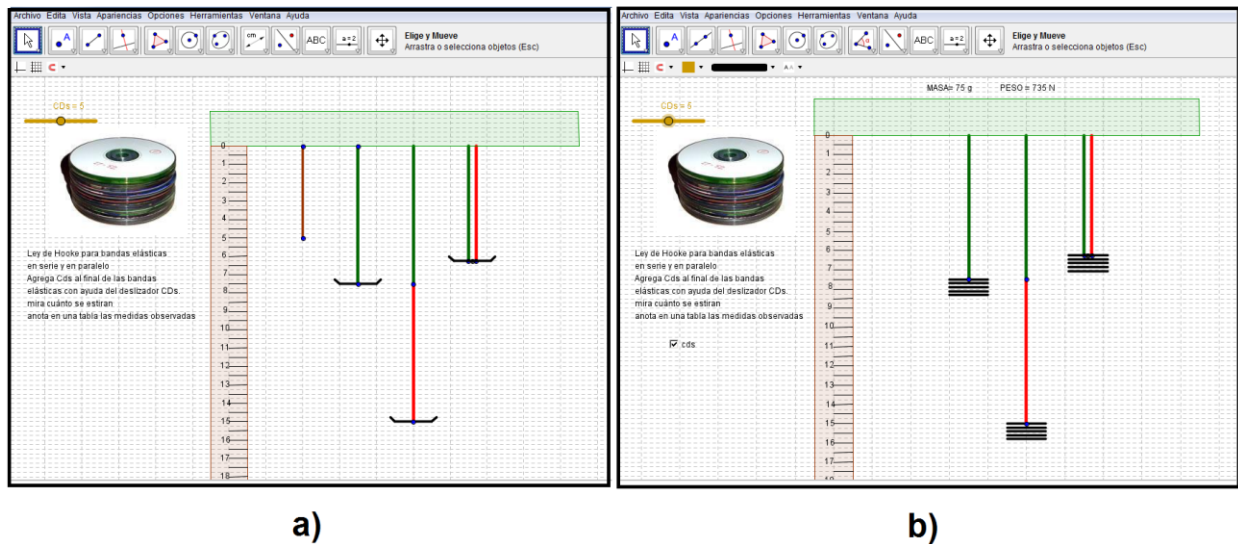 Archivo Edita Vista Apariencias Opciones Herramientas Ventana Ayuda
A
cm
ABC
a=2
Elige y Mueve
Arrastra o selecciona objetos (Esc)
CDs = 5
0
1
2
3
4
5
6
7
8
9
10
11
12
13
14
15
16
17
18
Ley de Hooke para bandas elásticas
en serie y en paralelo
Agrega Cds al final de las bandas
elásticas con ayuda del deslizador CDs.
mira cuánto se estiran
anota en una tabla las medidas observadas
a)
Archivo Edita Vista Apariencias Opciones Herramientas Ventana Ayuda
A
ABC
a=2
Elige y Mueve
Arrastra o selecciona objetos (Esc)
MASA= 75 g PESO = 735 N
CDs = 5
0
1
2
3
4
5
6
7
8
9
10
11
12
13
14
15
16
17
Ley de Hooke para bandas elásticas
en serie y en paralelo
Agrega Cds al final de las bandas
elásticas con ayuda del deslizador CDs.
mira cuánto se estiran
anota en una tabla las medidas observadas
cds
b)